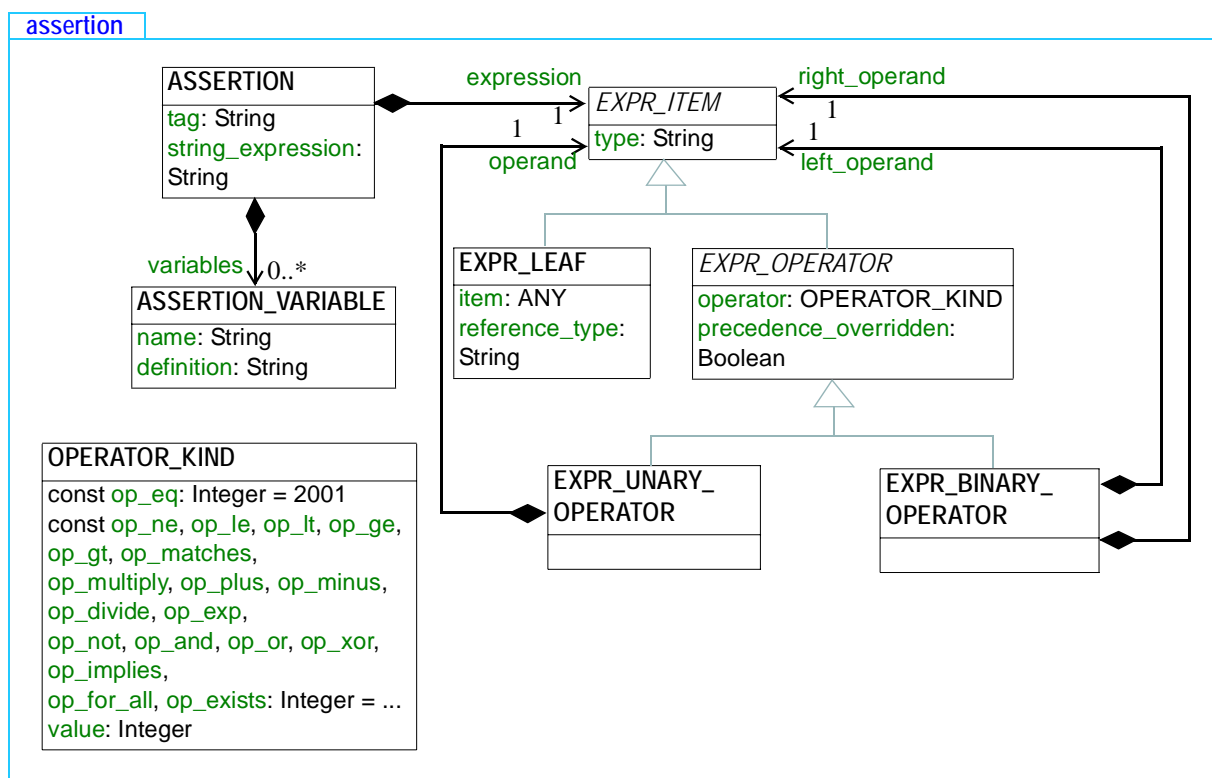 assertion
ASSERTION
tag: String
string_expression:
String
expression
1
EXPR_ITEM
type: String
right_operand
1
1
operand
1
left_operand
variables
0..*
ASSERTION_VARIABLE
name: String
definition: String
EXPR_LEAF
item: ANY
reference_type:
String
EXPR_OPERATOR
operator: OPERATOR_KIND
precedence_overridden:
Boolean
OPERATOR_KIND
const op_eq: Integer = 2001
const op_ne, op_le, op_lt, op_ge,
op_gt, op_matches,
op_multiply, op_plus, op_minus,
op_divide, op_exp,
op_not, op_and, op_or, op_xor,
op_implies,
op_for_all, op_exists: Integer = ...
value: Integer
EXPR_UNARY_
OPERATOR
EXPR_BINARY_
OPERATOR